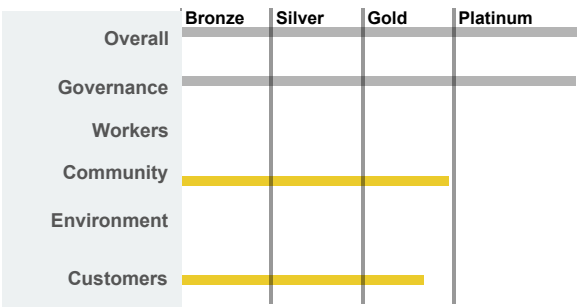 Bronze Silver Gold Platinum
Overall
Governance
Workers
Community
Environment
Customers